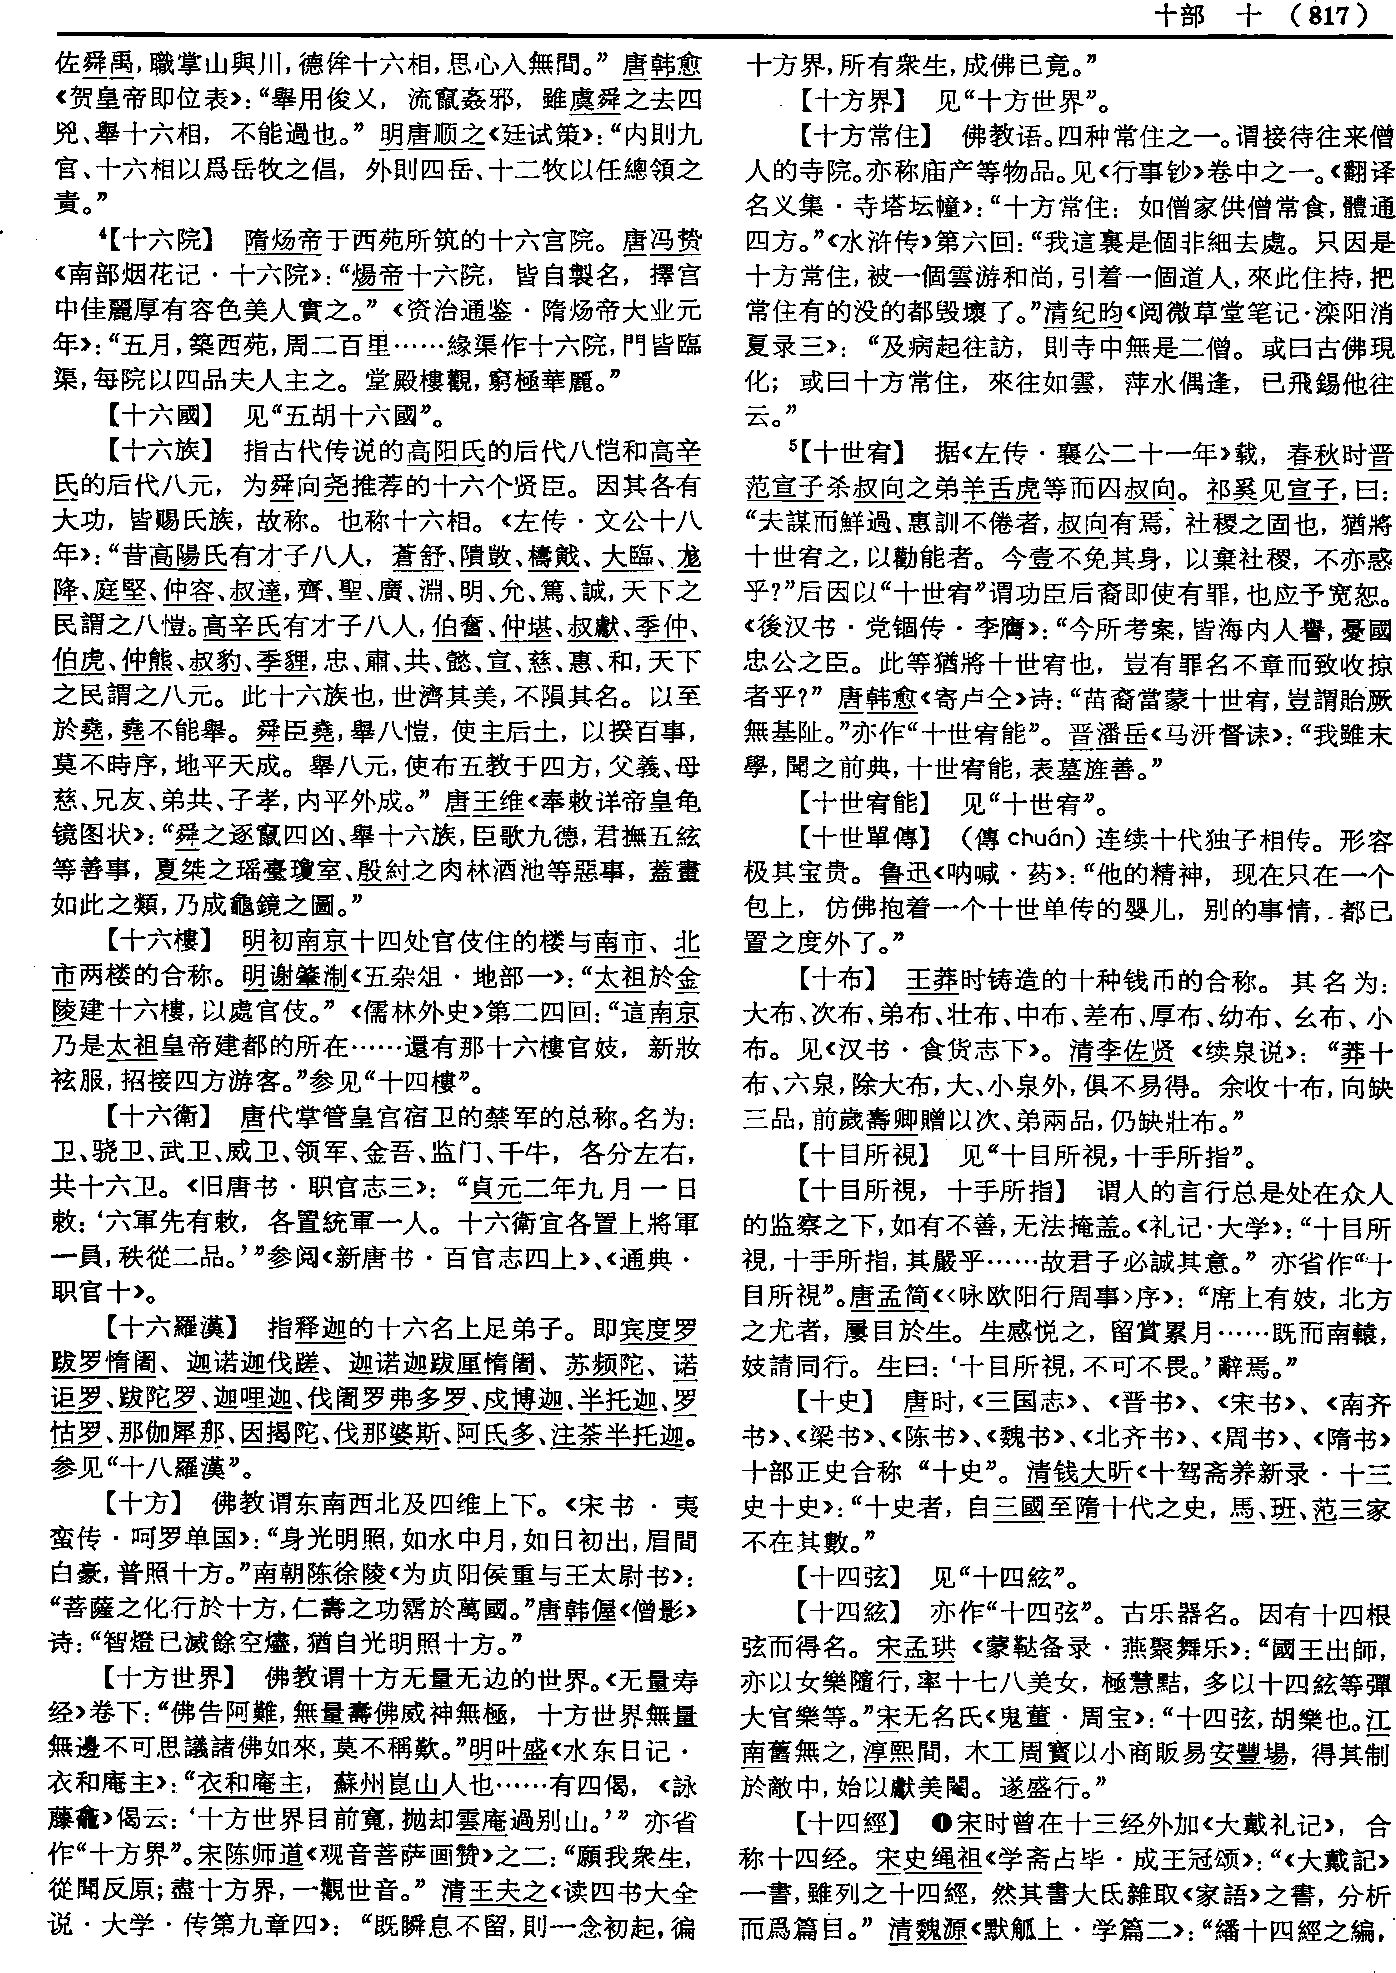 十部　十　（817）
佐舜禹，職掌山與川，德侔十六相，思心入無間。”唐韩愈
《贺皇帝即位表》：“舉用俊乂，流竄姦邪，雖虞舜之去四
兇、舉十六相，不能過也。”明唐顺之《廷试策》：“内則九
官、十六相以爲岳牧之倡，外則四岳、十二牧以任總領之
責。”
⁴【十六院】　隋炀帝于西苑所筑的十六宫院。唐冯贽
《南部烟花记·十六院》：“煬帝十六院，皆自製名，擇宫
中佳麗厚有容色美人實之。”《资治通鉴·隋炀帝大业元
年》：“五月，築西苑，周二百里……緣渠作十六院，門皆臨
渠，每院以四品夫人主之。堂殿樓觀，窮極華麗。”
【十六國】　见“五胡十六國”。
【十六族】　指古代传说的高阳氏的后代八恺和高辛
氏的后代八元，为舜向尧推荐的十六个贤臣。因其各有
大功，皆赐氏族，故称。也称十六相。《左传·文公十八
年》：“昔高陽氏有才子八人，蒼舒、隤敳、檮戭、大臨、尨
降、庭堅、仲容、叔達，齊、聖、廣、淵、明、允、篤、誠，天下之
民謂之八愷。高辛氏有才子八人，伯奮、仲堪、叔獻、季仲、
伯虎、仲熊、叔豹、季貍，忠、肅、共、懿、宣、慈、惠、和，天下
之民謂之八元。此十六族也，世濟其美，不隕其名。以至
於堯，堯不能舉。舜臣堯，舉八愷，使主后土，以揆百事，
莫不時序，地平天成。舉八元，使布五教于四方，父義、母
慈、兄友、弟共、子孝，内平外成。”唐王维《奉敕详帝皇龟
镜图状》：“舜之逐竄四凶、舉十六族，臣歌九德，君撫五絃
等善事，夏桀之瑶臺瓊室、殷紂之肉林酒池等惡事，蓋畫
如此之類，乃成龜鏡之圖。”
【十六樓】　明初南京十四处官伎住的楼与南市、北
市两楼的合称。明谢肇淛《五杂俎·地部一》：“太祖於金
陵建十六樓，以處官伎。”《儒林外史》第二四回：“這南京
乃是太祖皇帝建都的所在……還有那十六樓官妓，新妝
袨服，招接四方游客。”参见“十四樓”。
【十六衛】　唐代掌管皇宫宿卫的禁军的总称。名为：
卫、骁卫、武卫、威卫、领军、金吾、监门、千牛，各分左右，
共十六卫。《旧唐书·职官志三》：“貞元二年九月一日
敕：‘六軍先有敕，各置統軍一人。十六衛宜各置上將軍
一員，秩從二品。’”参阅《新唐书·百官志四上》、《通典·
职官十》。
【十六羅漢】　指释迦的十六名上足弟子。即宾度罗
跋罗惰阇、迦诺迦伐蹉、迦诺迦跋厘惰阇、苏频陀、诺
讵罗、跋陀罗、迦哩迦、伐阇罗弗多罗、戍博迦、半托迦、罗
怙罗、那伽犀那、因揭陀、伐那婆斯、阿氏多、注荼半托迦。
参见“十八羅漢”。
【十方】　佛教谓东南西北及四维上下。《宋书·夷
蛮传·呵罗单国》：“身光明照，如水中月，如日初出，眉間
白豪，普照十方。”南朝陈徐陵《为贞阳侯重与王太尉书》：
“菩薩之化行於十方，仁壽之功霑於萬國。”唐韩偓《僧影》
诗：“智燈已滅餘空燼，猶自光明照十方。”
【十方世界】　佛教谓十方无量无边的世界。《无量寿
经》卷下：“佛告阿難，無量壽佛威神無極，十方世界無量
無邊不可思議諸佛如來，莫不稱歎。”明叶盛《水东日记·
衣和庵主》：“衣和庵主，蘇州崑山人也……有四偈，《詠
藤龕》偈云：‘十方世界目前寬，抛却雲庵過别山。’”亦省
作“十方界”。宋陈师道《观音菩萨画赞》之二：“願我衆生，
從聞反原；盡十方界，一觀世音。”清王夫之《读四书大全
说·大学·传第九章四》：“既瞬息不留，則一念初起，徧
十方界，所有衆生，成佛已竟。”
【十方界】　见“十方世界”。
【十方常住】　佛教语。四种常住之一。谓接待往来僧
人的寺院。亦称庙产等物品。见《行事钞》卷中之一。《翻译
名义集·寺塔坛幢》：“十方常住：如僧家供僧常食，體通
四方。”《水浒传》第六回：“我這裏是個非細去處。只因是
十方常住，被一個雲游和尚，引着一個道人，來此住持，把
常住有的没的都毁壞了。”清纪昀《阅微草堂笔记·滦阳消
夏录三》：“及病起往訪，則寺中無是二僧。或曰古佛現
化；或曰十方常住，來往如雲，萍水偶逢，已飛錫他往
云。”
⁵【十世宥】　据《左传·襄公二十一年》载，春秋时晋
范宣子杀叔向之弟羊舌虎等而囚叔向。祁奚见宣子，曰：
“夫謀而鮮過、惠訓不倦者，叔向有焉，社稷之固也，猶將
十世宥之，以勸能者。今壹不免其身，以棄社稷，不亦惑
乎？”后因以“十世宥”谓功臣后裔即使有罪，也应予宽恕。
《後汉书·党锢传·李膺》：“今所考案，皆海内人譽，憂國
忠公之臣。此等猶將十世宥也，豈有罪名不章而致收掠
者乎？”唐韩愈《寄卢仝》诗：“苗裔當蒙十世宥，豈謂貽厥
無基阯。”亦作“十世宥能”。晋潘岳《马汧督诔》：“我雖末
學，聞之前典，十世宥能，表墓旌善。”
【十世宥能】　见“十世宥”。
【十世單傳】　（傳chuán）连续十代独子相传。形容
极其宝贵。鲁迅《呐喊·药》：“他的精神，现在只在一个
包上，仿佛抱着一个十世单传的婴儿，别的事情，都已
置之度外了。”
【十布】　王莽时铸造的十种钱币的合称。其名为：
大布、次布、弟布、壮布、中布、差布、厚布、幼布、幺布、小
布。见《汉书·食货志下》。清李佐贤《续泉说》：“莽十
布、六泉，除大布，大、小泉外，俱不易得。余收十布，向缺
三品，前歲壽卿贈以次、弟兩品，仍缺壯布。”
【十目所視】　见“十目所視，十手所指”。
【十目所視，十手所指】　谓人的言行总是处在众人
的监察之下，如有不善，无法掩盖。《礼记·大学》：“十目所
視，十手所指，其嚴乎……故君子必誠其意。”亦省作“十
目所視”。唐孟简《〈咏欧阳行周事〉序》：“席上有妓，北方
之尤者，屢目於生。生感悦之，留賞累月……既而南轅，
妓請同行。生曰：‘十目所視，不可不畏。’辭焉。”
【十史】　唐时，《三国志》、《晋书》、《宋书》、《南齐
书》、《梁书》、《陈书》、《魏书》、《北齐书》、《周书》、《隋书》
十部正史合称“十史”。清钱大昕《十驾斋养新录·十三
史十史》：“十史者，自三國至隋十代之史，馬、班、范三家
不在其數。”
【十四弦】　见“十四絃”。
【十四絃】　亦作“十四弦”。古乐器名。因有十四根
弦而得名。宋孟珙《蒙鞑备录·燕聚舞乐》：“國王出師，
亦以女樂隨行，率十七八美女，極慧黠，多以十四絃等彈
大官樂等。”宋无名氏《鬼董·周宝》：“十四弦，胡樂也。江
南舊無之，淳熙間，木工周寶以小商販易安豐場，得其制
於敵中，始以獻美閫。遂盛行。”
【十四經】　❶宋时曾在十三经外加《大戴礼记》，合
称十四经。宋史绳祖《学斋占毕·成王冠颂》：“《大戴記》
一書，雖列之十四經，然其書大氐雜取《家語》之書，分析
而爲篇目。”清魏源《默觚上·学篇二》：“繙十四經之編，